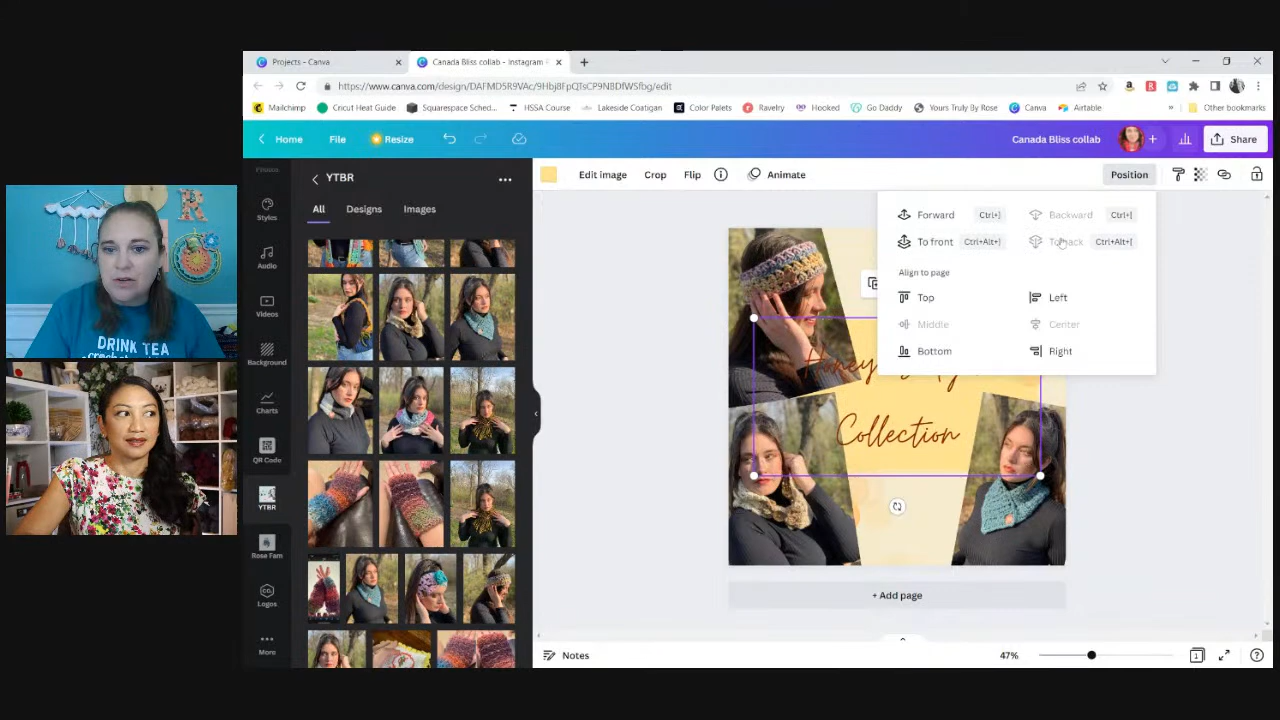 DRINK TEA
Projects - Canva
Canada Bliss collab - Instagram
https://www.canva.com/design/DAFMD5R9VAc/9Hbj8FpQTsCP9NBDfWSfbg/edit
Mailchimp
Cricut Heat Guide
Squarespace Sched...
HSSA Course
Lakeside Coatigan
Color Palets
Ravelry
Hooked
Go Daddy
Yours Truly By Rose
Canva
Airtable
»
Other bookmarks
Home
File
Resize
Canada Bliss collab
Share
Styles
Audio
Videos
Background
Charts
QR Code
YTBR
Rose Fam
Logos
More
YTBR
All
Designs
Images
Edit image
Crop
Flip
Animate
Position
Forward Ctrl+]
Backward Ctrl+[
To front Ctrl+Alt+]
To back Ctrl+Alt+[
Align to page
Top
Left
Middle
Center
Bottom
Right
Collection
+ Add page
Notes
47%
1